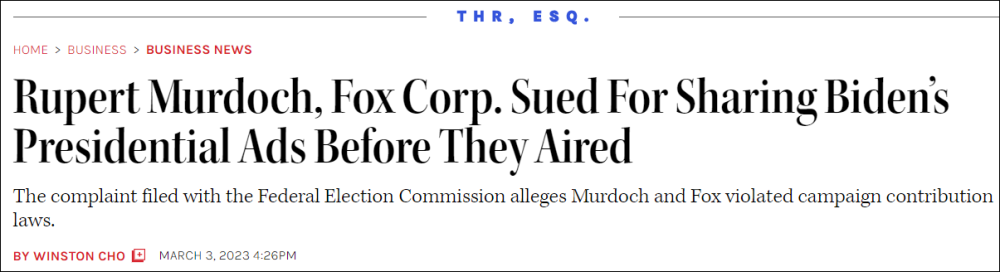 THR, ESQ.
HOME > BUSINESS > BUSINESS NEWS
Rupert Murdoch, Fox Corp. Sued For Sharing Biden’s
Presidential Ads Before They Aired
The complaint filed with the Federal Election Commission alleges Murdoch and Fox violated campaign contribution
laws.
BY WINSTON CHO MARCH 3, 2023 4:26PM